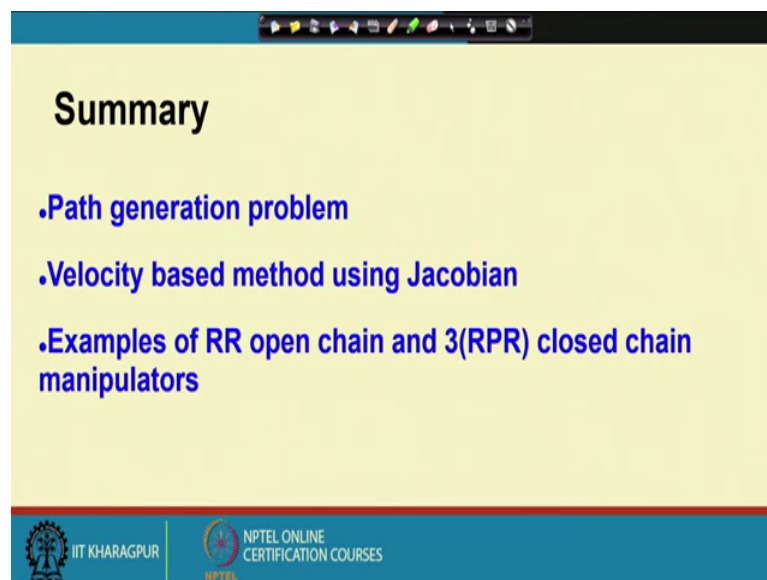 Summary
•Path generation problem
•Velocity based method using Jacobian
•Examples of RR open chain and 3(RPR) closed chain
manipulators
IIT KHARAGPUR
NPTEL ONLINE
CERTIFICATION COURSES
NPTEL